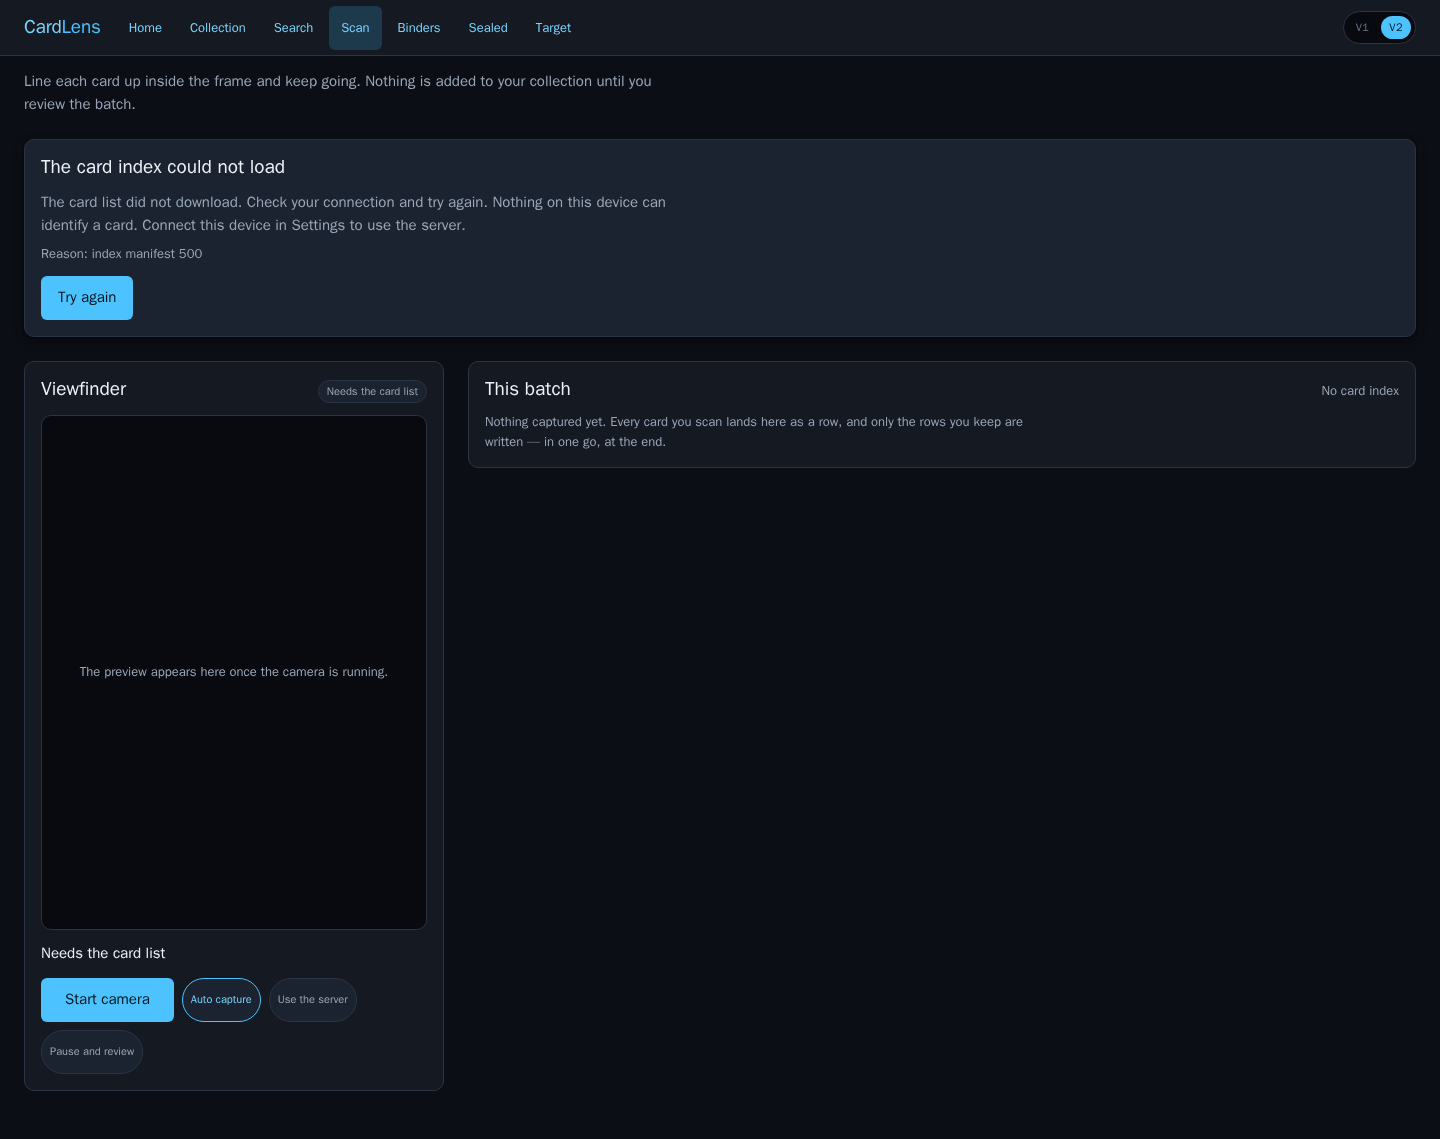 CardLens Home Collection Search Scan Binders Sealed Target V1 V2
Line each card up inside the frame and keep going. Nothing is added to your collection until you
review the batch.
The card index could not load
The card list did not download. Check your connection and try again. Nothing on this device can
identify a card. Connect this device in Settings to use the server.
Reason: index manifest 500
Try again
Viewfinder Needs the card list
The preview appears here once the camera is running.
Needs the card list
Start camera Auto capture Use the server
Pause and review
This batch No card index
Nothing captured yet. Every card you scan lands here as a row, and only the rows you keep are
written — in one go, at the end.